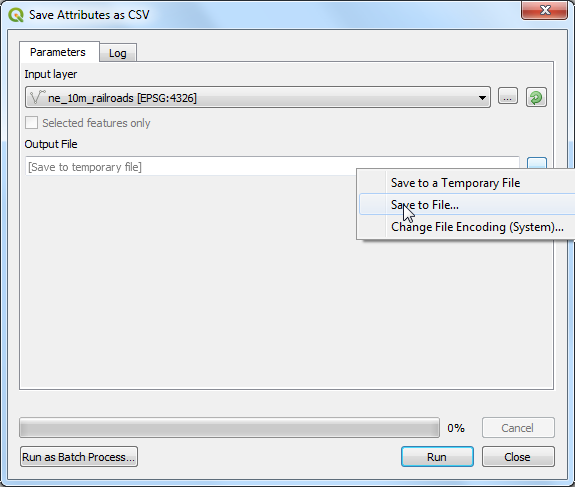 Save Attributes as CSV
Parameters
Log
Input layer
ne_10m_railroads [EPSG:4326]
...
Selected features only
Output File
[Save to temporary file]
Save to a Temporary File
Save to File...
Change File Encoding (System)...
0%
Cancel
Run as Batch Process...
Run
Close